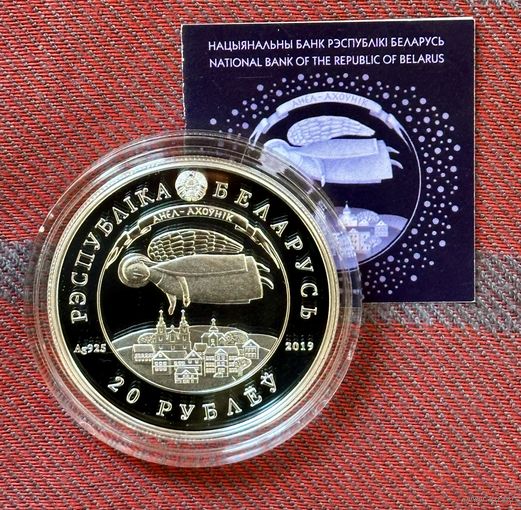 НАЦЫЯНАЛЬНЫ БАНК РЭСПУБЛІКІ БЕЛАРУСЬ
NATIONAL BANK OF THE REPUBLIC OF BELARUS
АНЕЛ-АХОЎНІК
РЭСПУБЛІКА БЕЛАРУСЬ
АНЕЛ-АХОЎНІК
Ag925
2019
20 РУБЛЁЎ